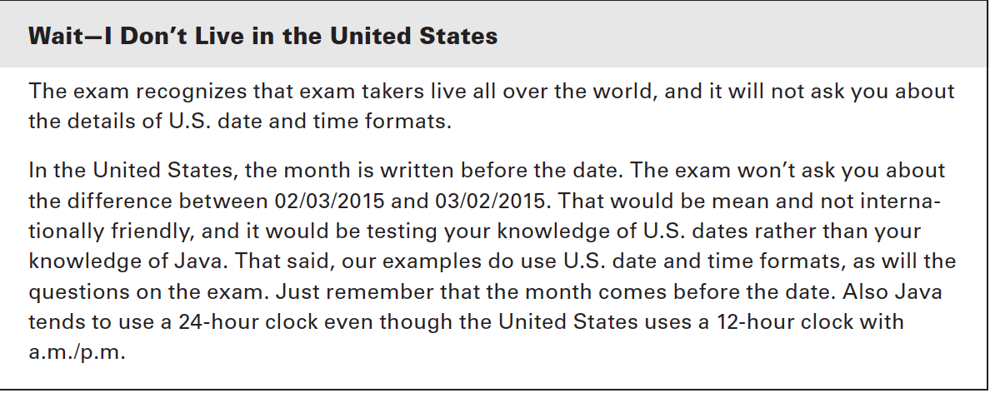 Wait—I Don’t Live in the United States
The exam recognizes that exam takers live all over the world, and it will not ask you about
the details of U.S. date and time formats.
In the United States, the month is written before the date. The exam won’t ask you about
the difference between 02/03/2015 and 03/02/2015. That would be mean and not interna-
tionally friendly, and it would be testing your knowledge of U.S. dates rather than your
knowledge of Java. That said, our examples do use U.S. date and time formats, as will the
questions on the exam. Just remember that the month comes before the date. Also Java
tends to use a 24-hour clock even though the United States uses a 12-hour clock with
a.m./p.m.